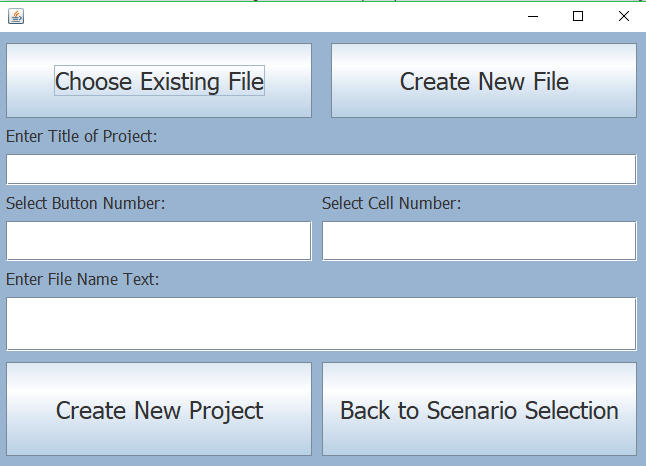 Choose Existing File
Create New File
Enter Title of Project:
Select Button Number:
Select Cell Number:
Enter File Name Text:
Create New Project
Back to Scenario Selection